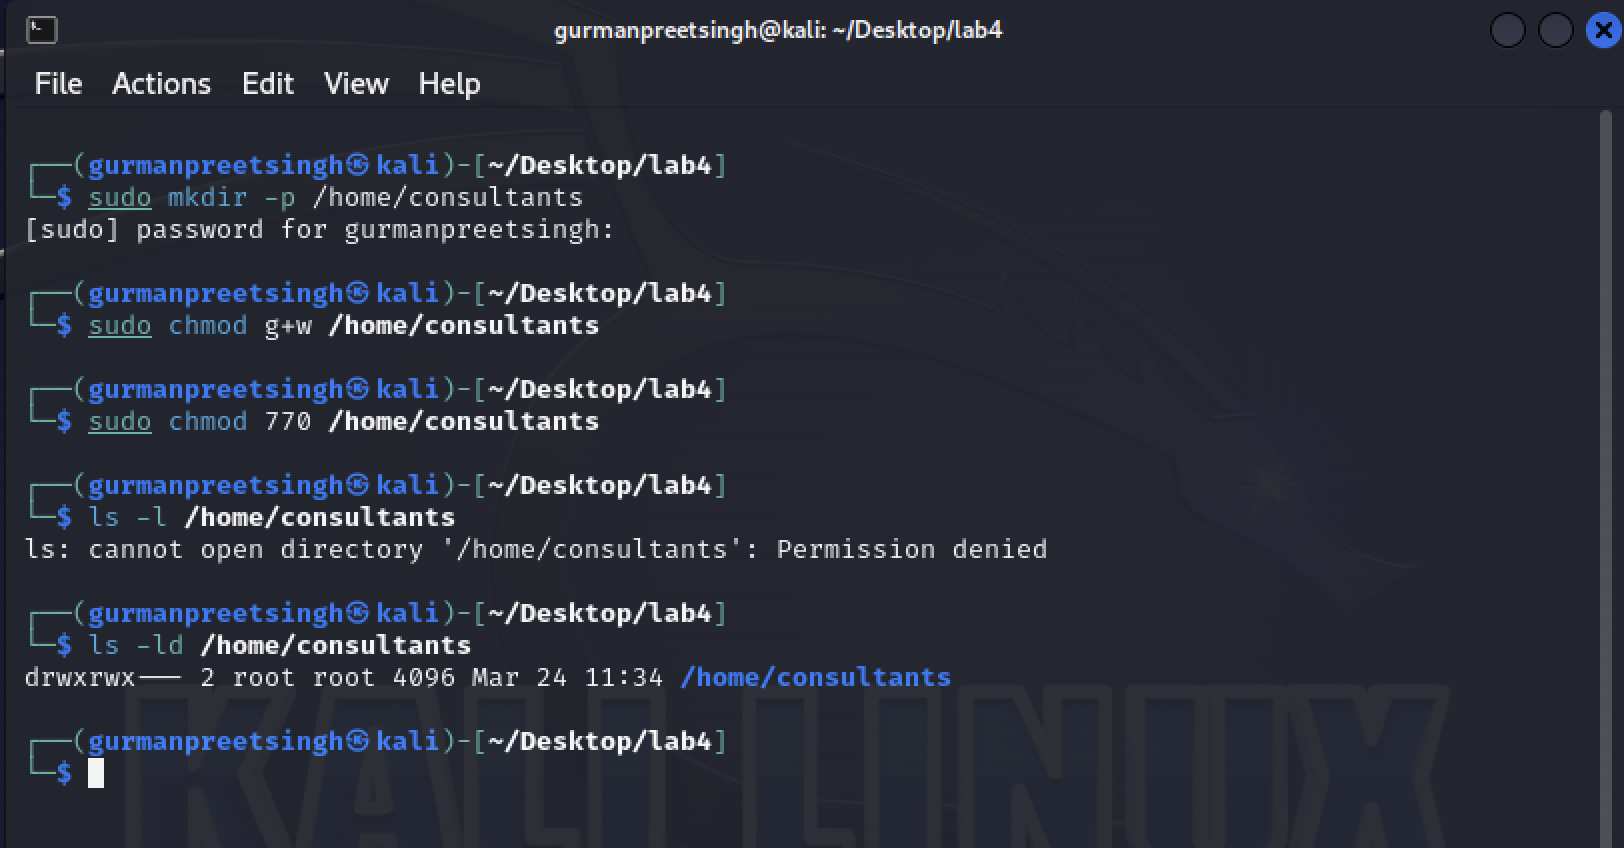 gurmanpreetsingh@kali: ~/Desktop/lab4
File Actions Edit View Help
┌──(gurmanpreetsingh㉿kali)-[~/Desktop/lab4]
└─$ sudo mkdir -p /home/consultants
[sudo] password for gurmanpreetsingh:
┌──(gurmanpreetsingh㉿kali)-[~/Desktop/lab4]
└─$ sudo chmod g+w /home/consultants
┌──(gurmanpreetsingh㉿kali)-[~/Desktop/lab4]
└─$ sudo chmod 770 /home/consultants
┌──(gurmanpreetsingh㉿kali)-[~/Desktop/lab4]
└─$ ls -l /home/consultants
ls: cannot open directory '/home/consultants': Permission denied
┌──(gurmanpreetsingh㉿kali)-[~/Desktop/lab4]
└─$ ls -ld /home/consultants
drwxrwx--- 2 root root 4096 Mar 24 11:34 /home/consultants
┌──(gurmanpreetsingh㉿kali)-[~/Desktop/lab4]
└─$
KALI LINUX